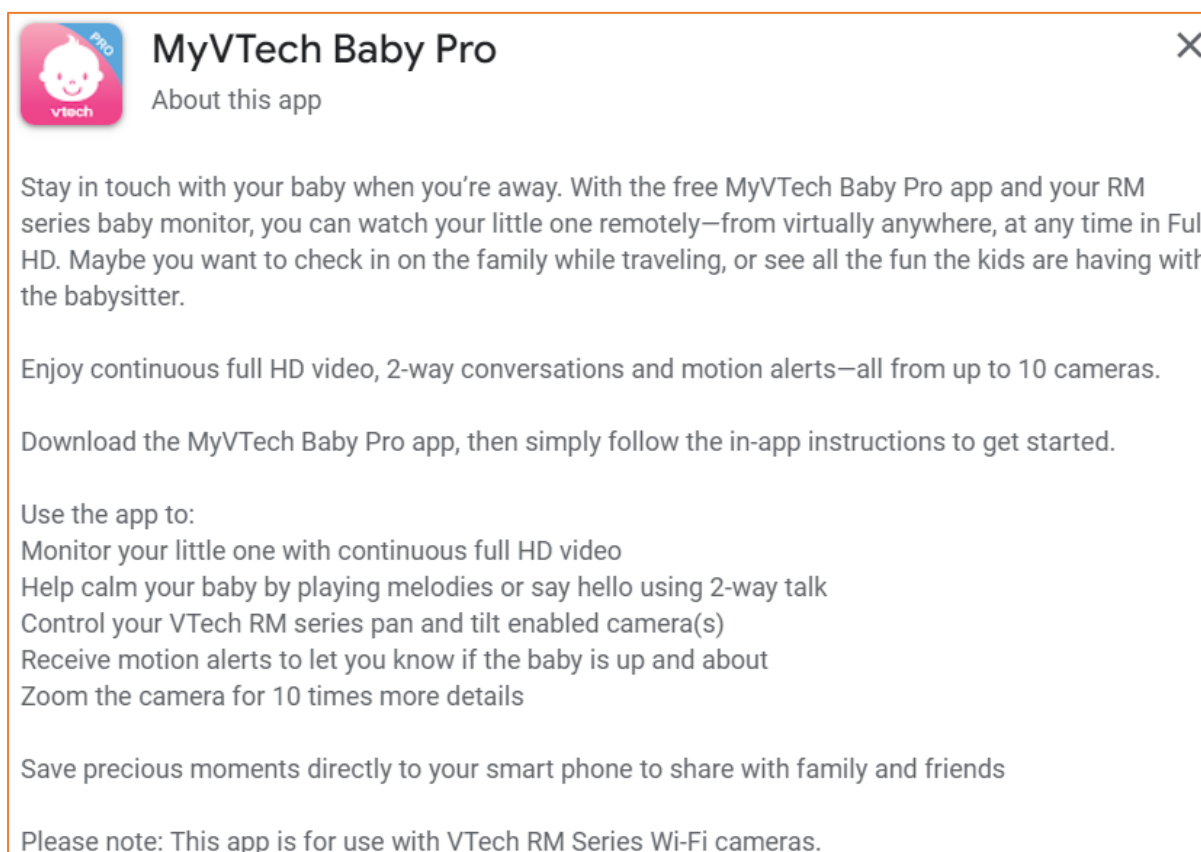 PRO
vtech
MyVTech Baby Pro
About this app
Stay in touch with your baby when you’re away. With the free MyVTech Baby Pro app and your RM
series baby monitor, you can watch your little one remotely—from virtually anywhere, at any time in Ful
HD. Maybe you want to check in on the family while traveling, or see all the fun the kids are having with
the babysitter.
Enjoy continuous full HD video, 2-way conversations and motion alerts—all from up to 10 cameras.
Download the MyVTech Baby Pro app, then simply follow the in-app instructions to get started.
Use the app to:
Monitor your little one with continuous full HD video
Help calm your baby by playing melodies or say hello using 2-way talk
Control your VTech RM series pan and tilt enabled camera(s)
Receive motion alerts to let you know if the baby is up and about
Zoom the camera for 10 times more details
Save precious moments directly to your smart phone to share with family and friends
Please note: This app is for use with VTech RM Series Wi-Fi cameras.